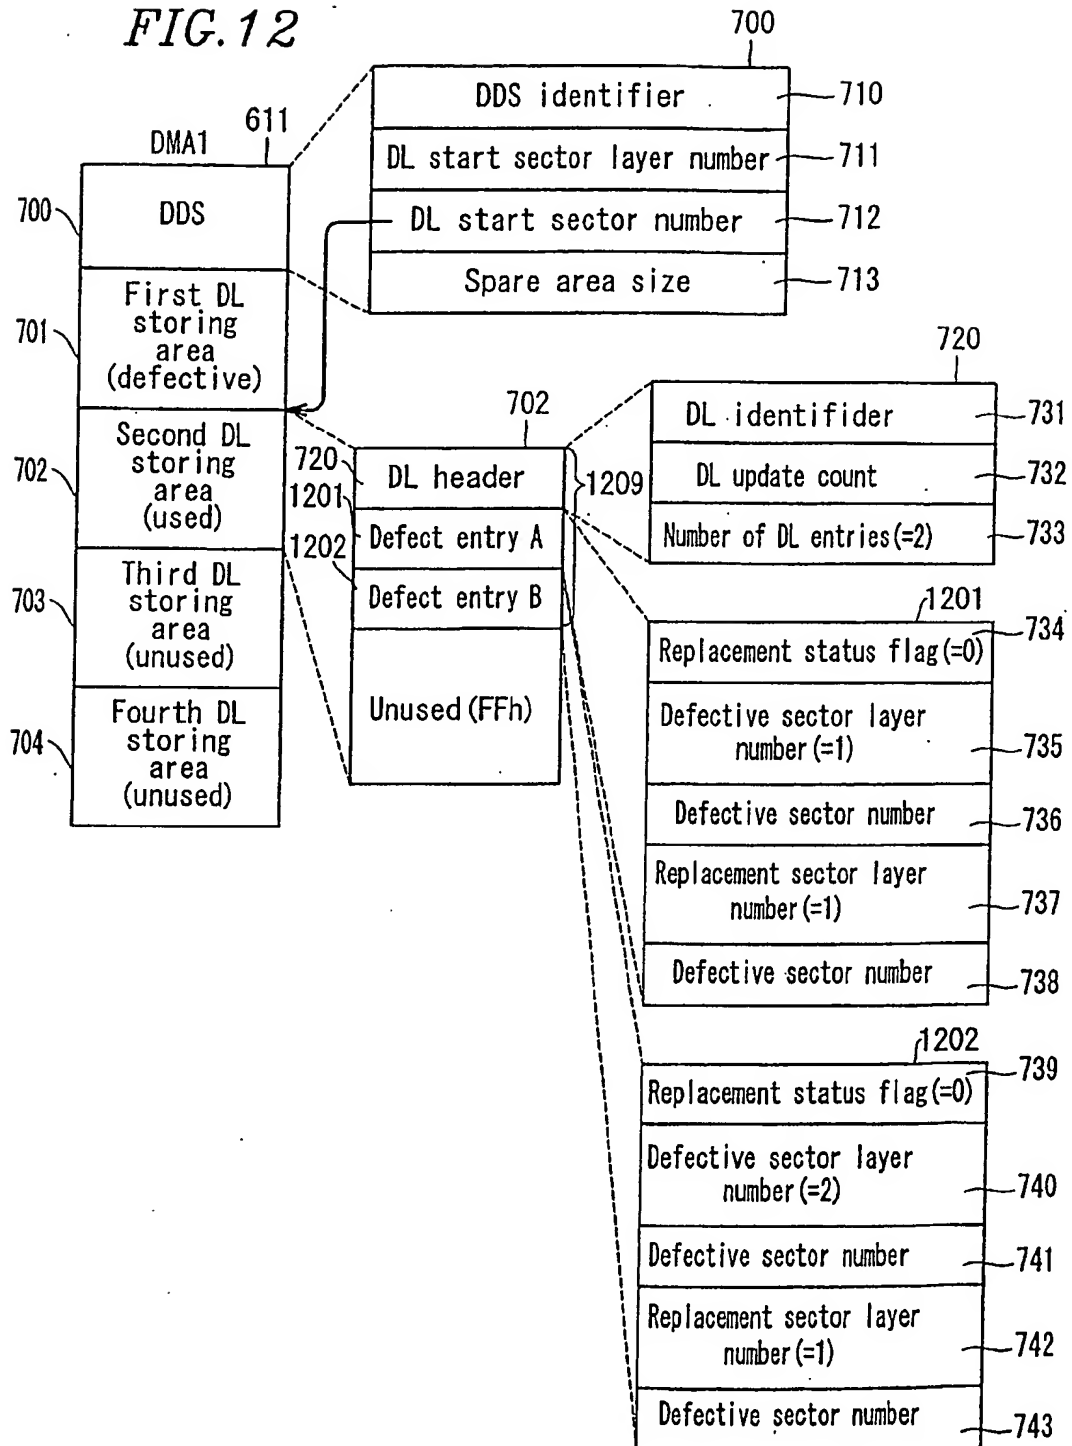 FIG.12
700
DDS identifier
710
DL start sector layer number
711
DL start sector number
712
Spare area size
713
DMA1
611
700
DDS
701
First DL
storing
area
(defective)
702
Second DL
storing
area
(used)
703
Third DL
storing
area
(unused)
704
Fourth DL
storing
area
(unused)
702
720
DL header
1209
1201
Defect entry A
1202
Defect entry B
Unused (FFh)
720
DL identifider
731
DL update count
732
Number of DL entries(=2)
733
1201
Replacement status flag(=0)
734
Defective sector layer
number(=1)
735
Defective sector number
736
Replacement sector layer
number(=1)
737
Defective sector number
738
1202
Replacement status flag(=0)
739
Defective sector layer
number(=2)
740
Defective sector number
741
Replacement sector layer
number(=1)
742
Defective sector number
743